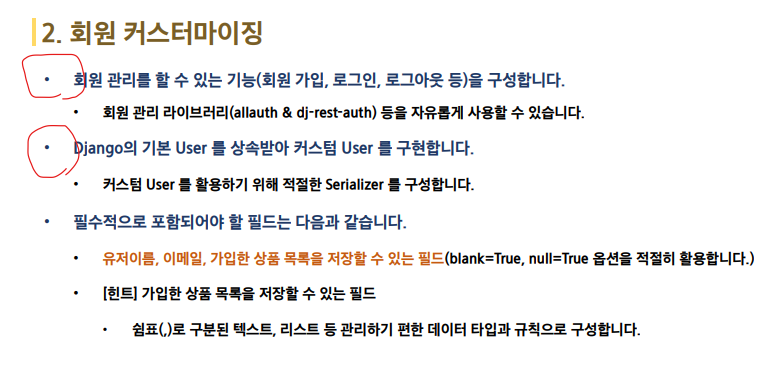 2. 회원 커스터마이징
• 회원 관리를 할 수 있는 기능(회원 가입, 로그인, 로그아웃 등)을 구성합니다.
• 회원 관리 라이브러리(allauth & dj-rest-auth) 등을 자유롭게 사용할 수 있습니다.
• Django의 기본 User 를 상속받아 커스텀 User 를 구현합니다.
• 커스텀 User 를 활용하기 위해 적절한 Serializer 를 구성합니다.
• 필수적으로 포함되어야 할 필드는 다음과 같습니다.
• 유저이름, 이메일, 가입한 상품 목록을 저장할 수 있는 필드(blank=True, null=True 옵션을 적절히 활용합니다.)
• [힌트] 가입한 상품 목록을 저장할 수 있는 필드
• 쉼표(,)로 구분된 텍스트, 리스트 등 관리하기 편한 데이터 타입과 규칙으로 구성합니다.